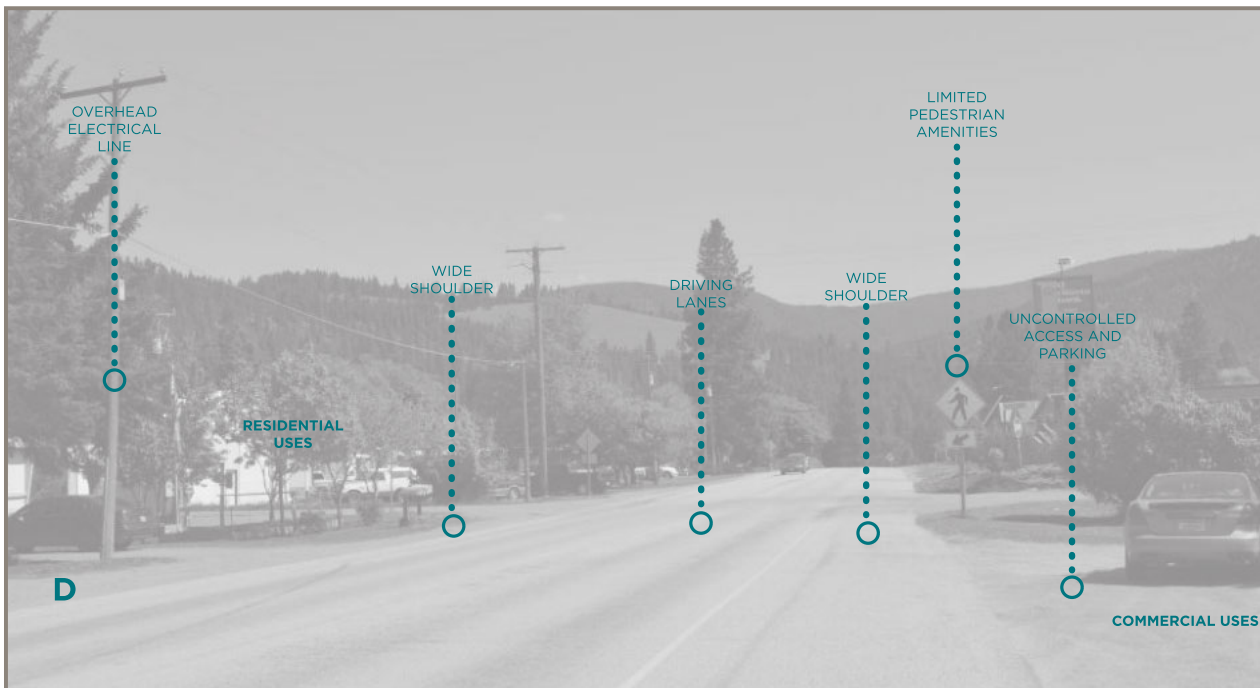 OVERHEAD
ELECTRICAL
LINE
LIMITED
PEDESTRIAN
AMENITIES
WIDE
SHOULDER
DRIVING
LANES
WIDE
SHOULDER
UNCONTROLLED
ACCESS AND
PARKING
RESIDENTIAL
USES
D
COMMERCIAL USES